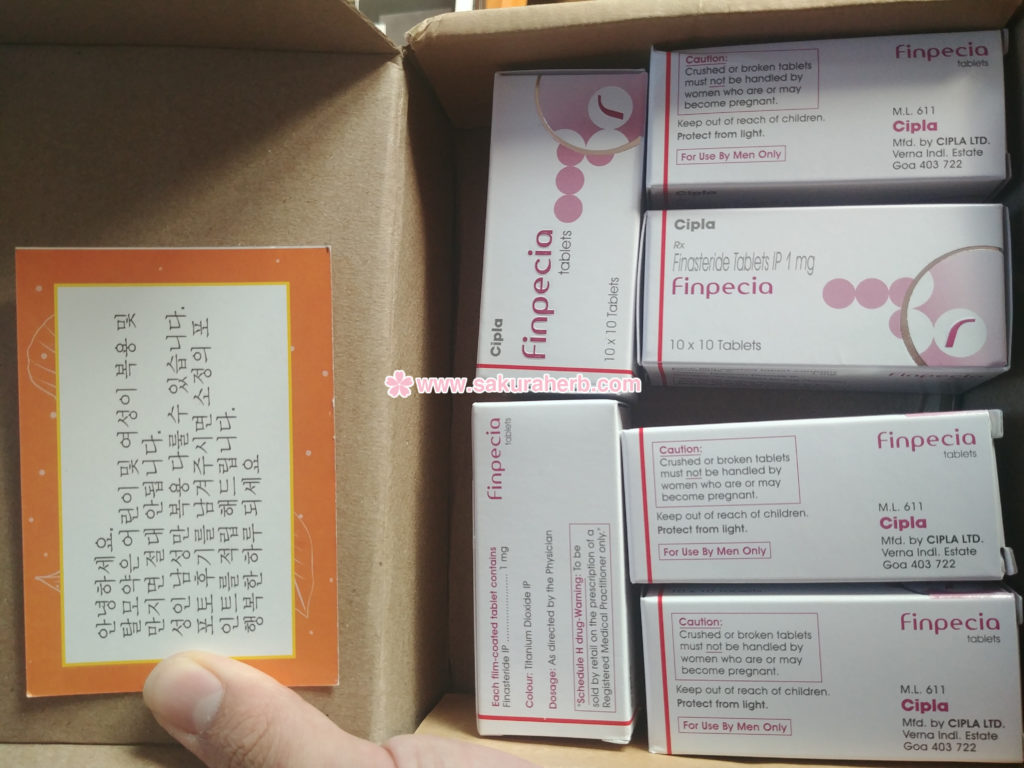 안녕하세요.
탈모약은 어린이 및 여성이 복용 및
만지면 절대 안됩니다.
성인 남성만 복용 다룰 수 있습니다.
포토후기를 남겨주시면 소정의 포
인트를 적립 해드립니다.
행복한 하루 되세요
www.sakuraherb.com
Cipla
Finpecia
tablets
10 x 10 Tablets
Caution:
Crushed or broken tablets
must not be handled by
women who are or may
become pregnant.
Keep out of reach of children.
Protect from light.
For Use By Men Only
Finpecia
tablets
M.L. 611
Cipla
Mfd. by CIPLA LTD.
Verna Indl. Estate
Goa 403 722
Cipla
Cipla
Rx
Finasteride Tablets IP 1 mg
Finpecia
10 x 10 Tablets
Finpecia
Finpecia
tablets
Each film-coated tablet contains
Finasteride IP ........................ 1 mg
Colour: Titanium Dioxide IP
Dosage: As directed by the Physician
"Schedule H drug-Warning: To be
sold by retail on the prescription of a
Registered Medical Practitioner only."
Caution:
Crushed or broken tablets
must not be handled by
women who are or may
become pregnant.
Keep out of reach of children.
Protect from light.
For Use By Men Only
Finpecia
tablets
M.L. 611
Cipla
Mfd. by CIPLA LTD.
Verna Indl. Estate
Goa 403 722
10 x 10 Tablets
Caution:
Crushed or broken tablets
must not be handled by
women who are or may
become pregnant.
Keep out of reach of children.
Protect from light.
For Use By Men Only
Finpecia
tablets
M.L. 611
Cipla
Mfd. by CIPLA LTD.
Verna Indl. Estate
Goa 403 722